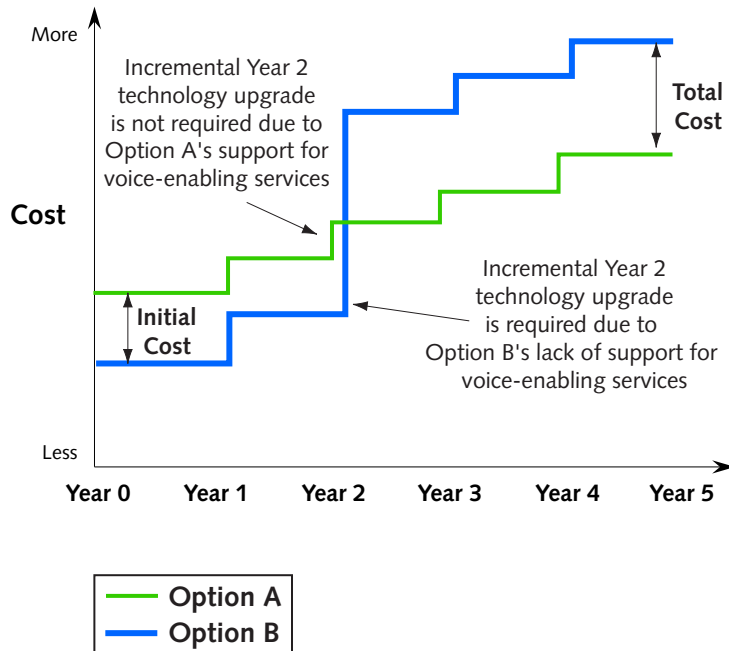 More
Incremental Year 2
technology upgrade
is not required due to
Option A's support for
voice-enabling services
Total
Cost
Cost
Incremental Year 2
technology upgrade
is required due to
Option B's lack of support for
voice-enabling services
Initial
Cost
Less
Year 0 Year 1 Year 2 Year 3 Year 4 Year 5
Option A
Option B